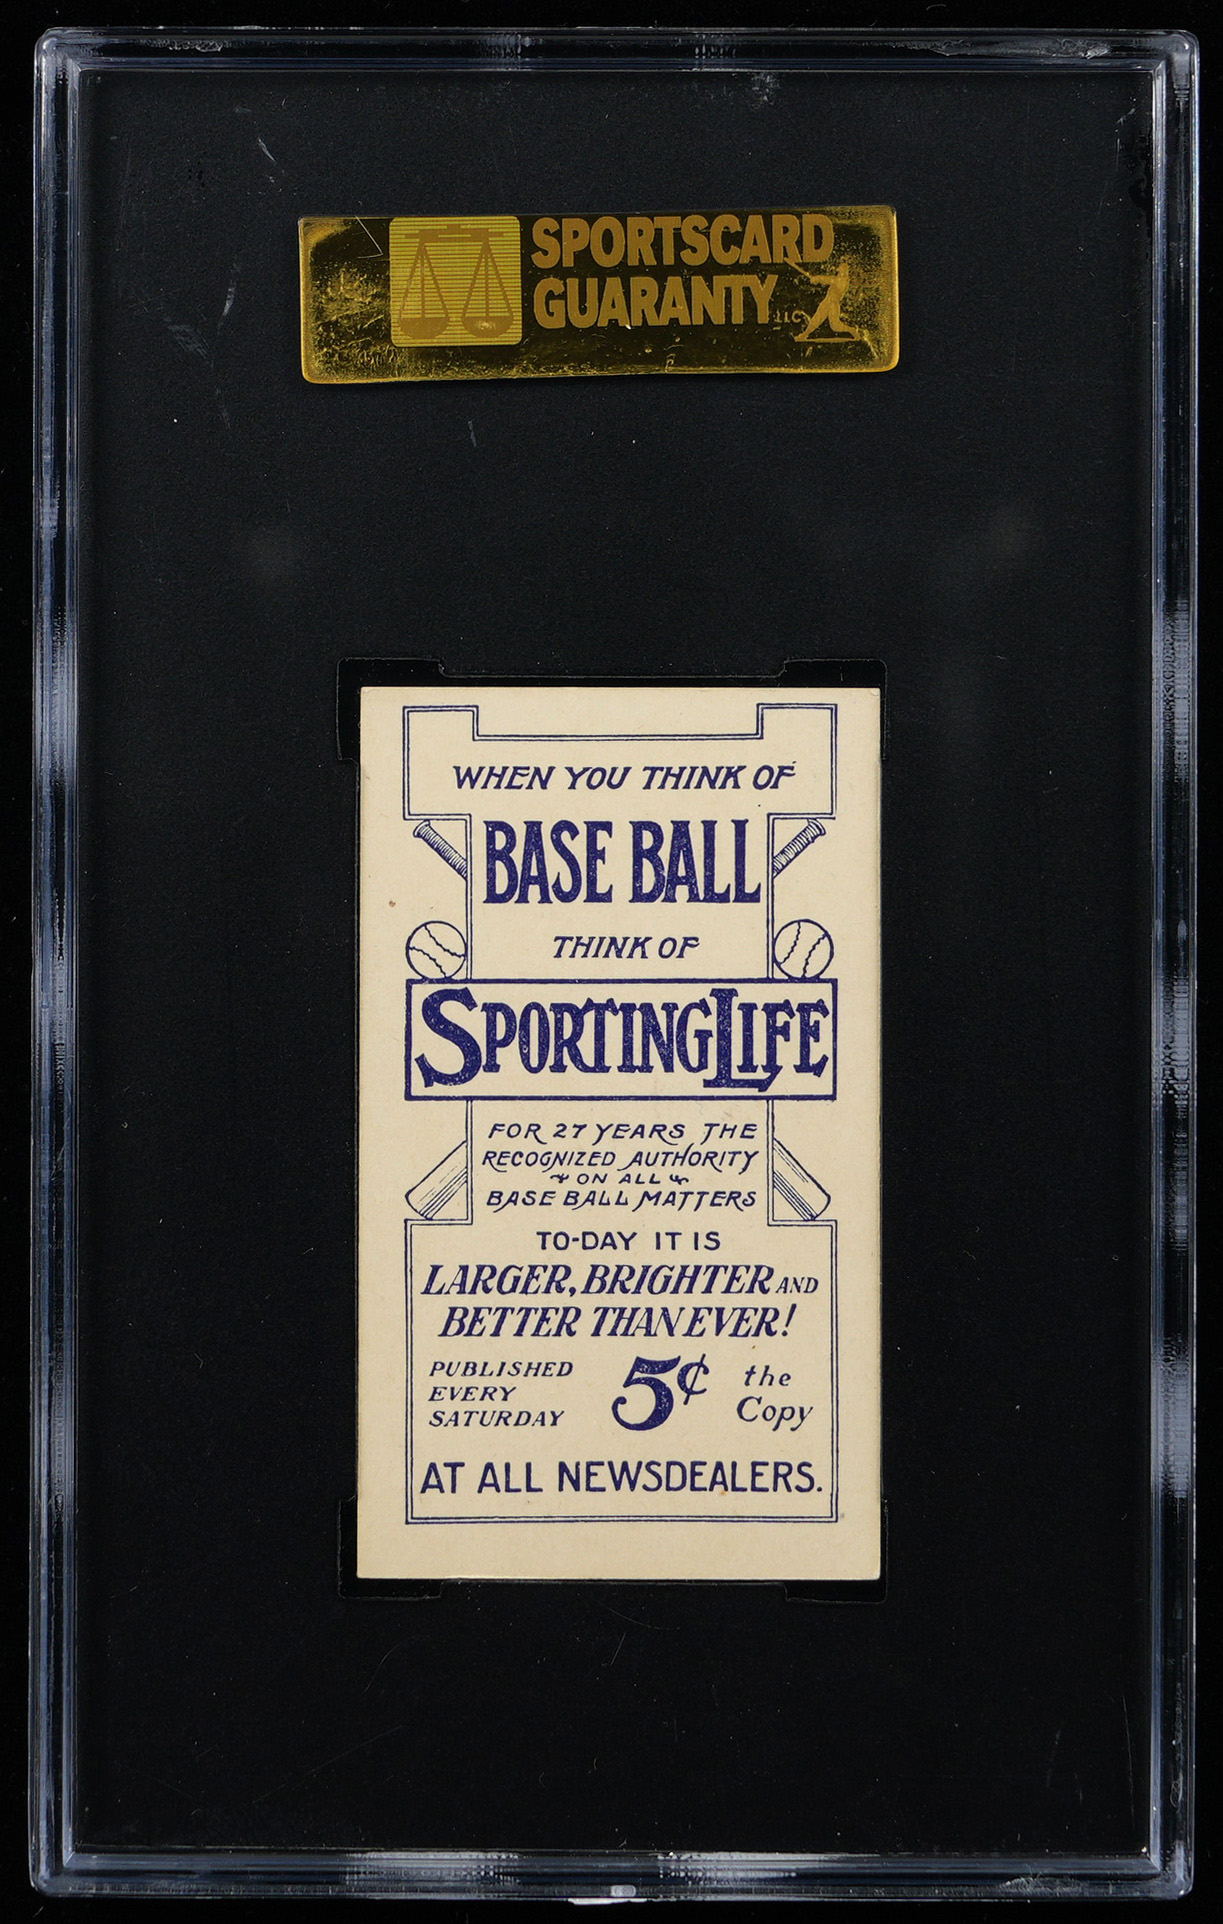 SPORTSCARD
GUARANTY LLC
WHEN YOU THINK OF
BASE BALL
THINK OF
SPORTING LIFE
FOR 27 YEARS THE
RECOGNIZED AUTHORITY
ON ALL
BASE BALL MATTERS
TO-DAY IT IS
LARGER, BRIGHTER AND
BETTER THAN EVER!
PUBLISHED
EVERY
SATURDAY
5¢
the
Copy
AT ALL NEWSDEALERS.